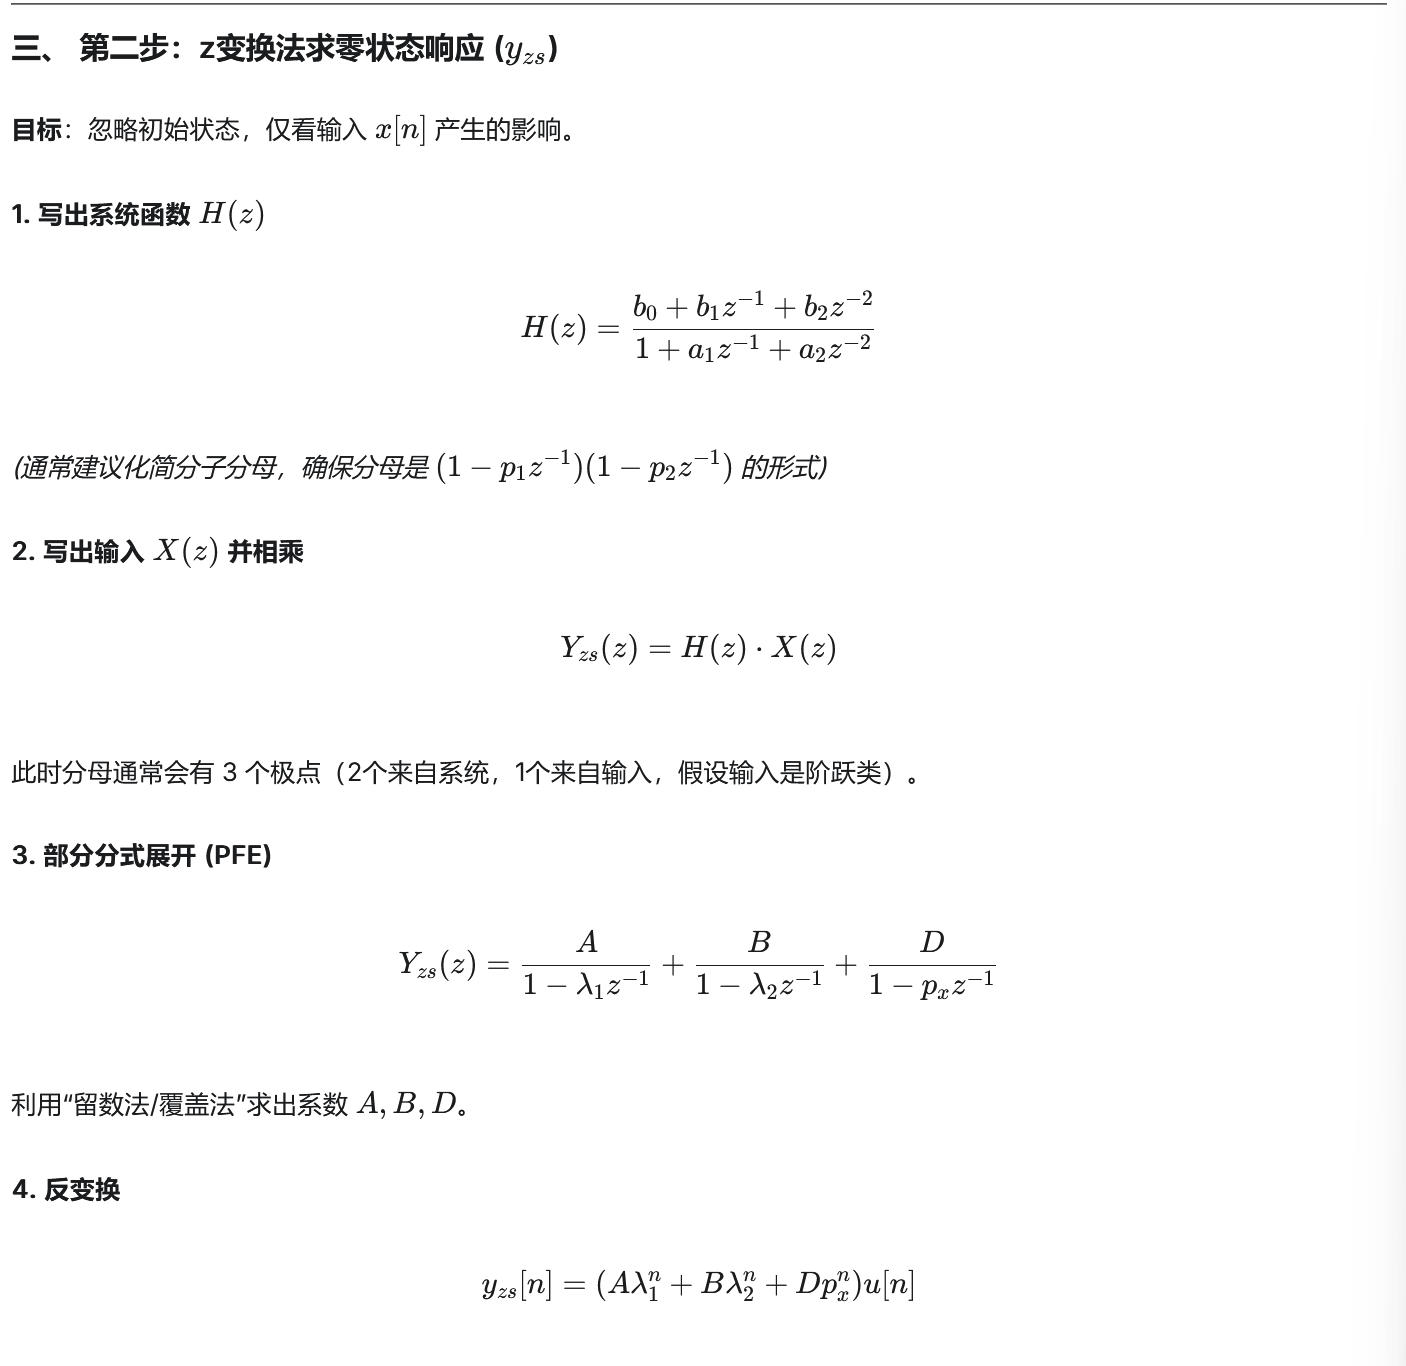 三、 第二步：z变换法求零状态响应 ($y_{zs}$)
目标：忽略初始状态，仅看输入 $x[n]$ 产生的影响。
1. 写出系统函数 $H(z)$
$$H(z) = \frac{b_0 + b_1 z^{-1} + b_2 z^{-2}}{1 + a_1 z^{-1} + a_2 z^{-2}}$$
(通常建议化简分子分母，确保分母是 $(1 - p_1 z^{-1})(1 - p_2 z^{-1})$ 的形式)
2. 写出输入 $X(z)$ 并相乘
$$Y_{zs}(z) = H(z) \cdot X(z)$$
此时分母通常会有 3 个极点（2个来自系统，1个来自输入，假设输入是阶跃类）。
3. 部分分式展开 (PFE)
$$Y_{zs}(z) = \frac{A}{1 - \lambda_1 z^{-1}} + \frac{B}{1 - \lambda_2 z^{-1}} + \frac{D}{1 - p_x z^{-1}}$$
利用“留数法/覆盖法”求出系数 $A, B, D$。
4. 反变换
$$y_{zs}[n] = (A\lambda_1^n + B\lambda_2^n + Dp_x^n)u[n]$$